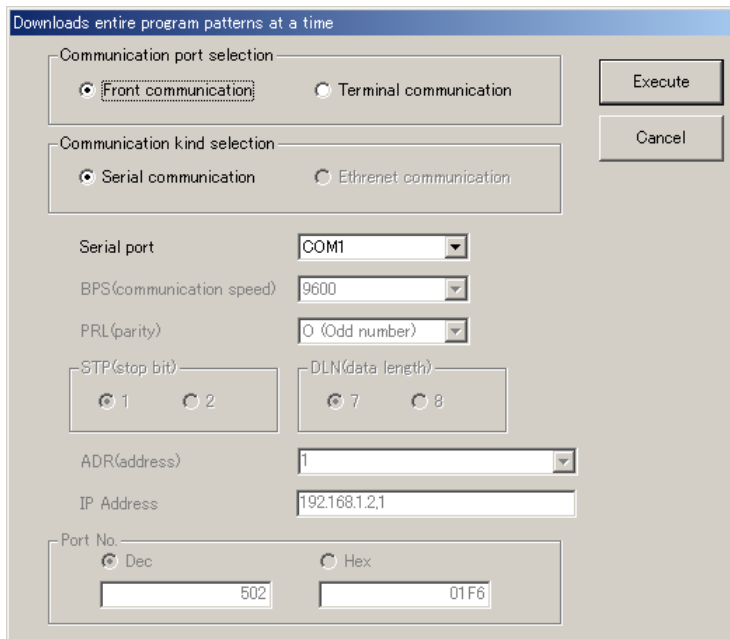 Downloads entire program patterns at a time
Communication port selection
Front communication
Terminal communication
Execute
Communication kind selection
Cancel
Serial communication
Ethrenet communication
Serial port
COM1
BPS(communication speed)
9600
PRL(parity)
O (Odd number)
STP(stop bit)
DLN(data length)
1
2
7
8
ADR(address)
1
IP Address
192.168.1.2,1
Port No.
Dec
Hex
502
01F6